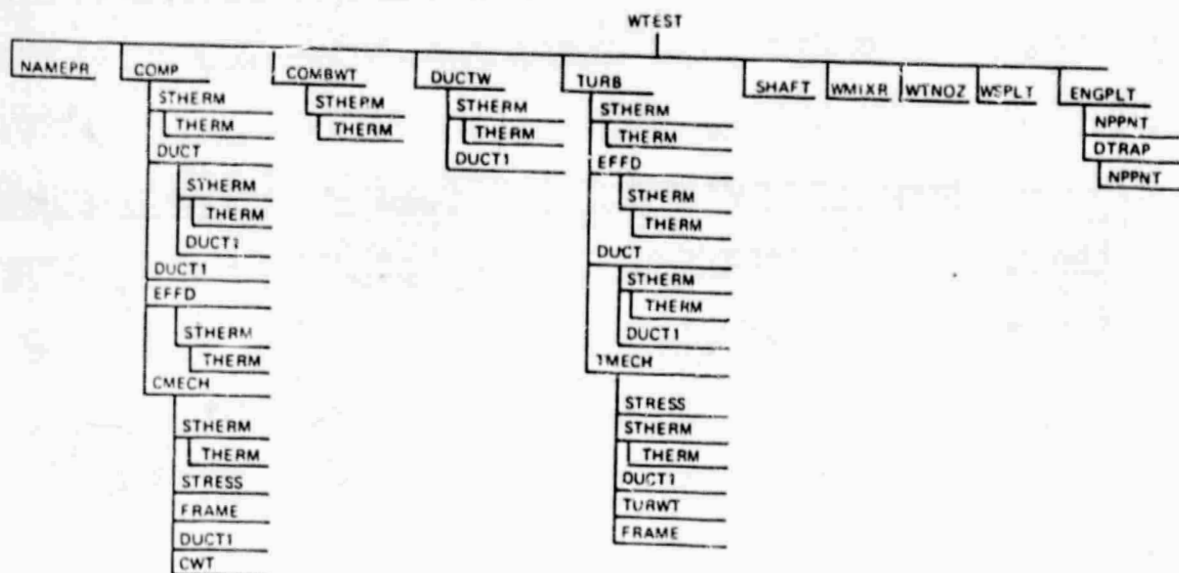 WTEST
NAMEPR COMP COMBWT DUCTW TURB SHAFT WMIXR WTNOZ WSPLT ENGPLT
STHERM
THERM
DUCT
STHERM
THERM
DUCT1
DUCT1
EFFD
STHERM
THERM
CMECH
STHERM
THERM
STRESS
FRAME
DUCT1
CWT
STHERM
THERM
STHERM
THERM
DUCT1
STHERM
THERM
EFFD
STHERM
THERM
DUCT
STHERM
THERM
DUCT1
TMECH
STRESS
STHERM
THERM
DUCT1
TURWT
FRAME
NPPNT
DTRAP
NPPNT